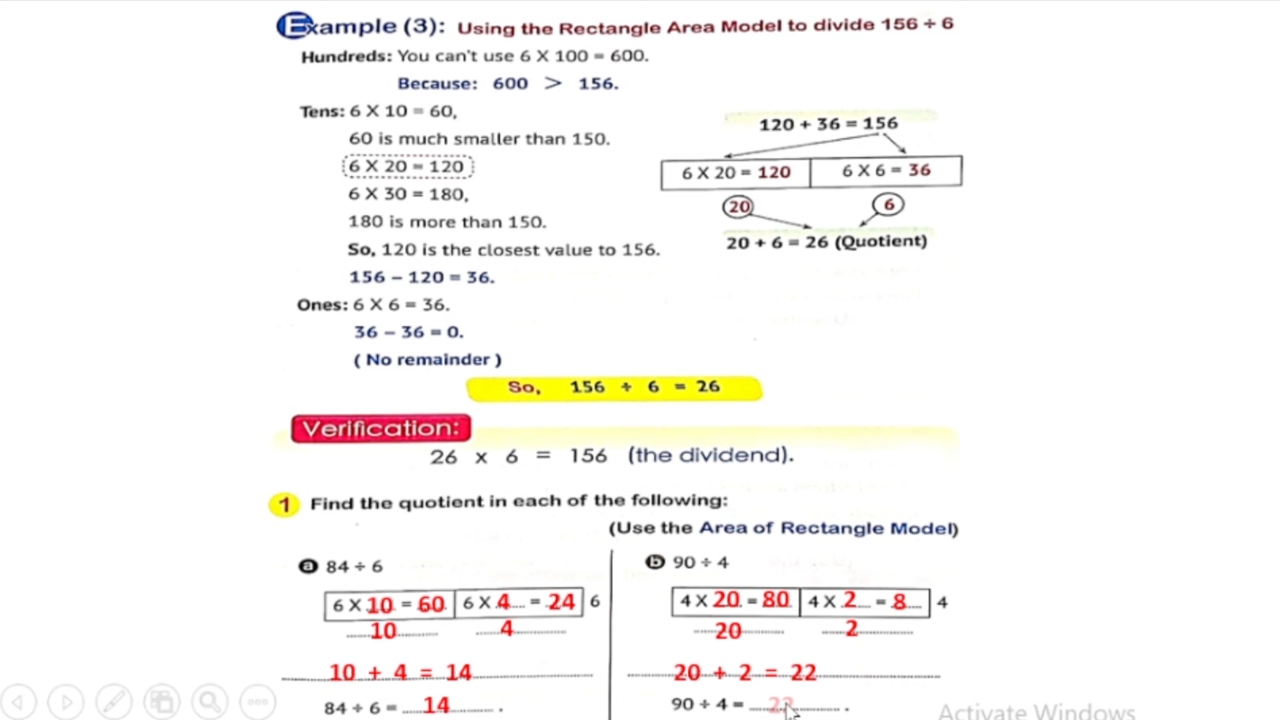 Example (3): Using the Rectangle Area Model to divide 156 ÷ 6
Hundreds: You can't use 6 X 100 = 600.
Because: 600 > 156.
Tens: 6 X 10 = 60,
60 is much smaller than 150.
6 X 20 = 120
6 X 30 = 180,
180 is more than 150.
So, 120 is the closest value to 156.
156 – 120 = 36.
Ones: 6 X 6 = 36.
36 – 36 = 0.
( No remainder )
120 + 36 = 156
6 X 20 = 120 6 X 6 = 36
20 6
20 + 6 = 26 (Quotient)
So, 156 ÷ 6 = 26
Verification:
26 x 6 = 156 (the dividend).
1 Find the quotient in each of the following:
(Use the Area of Rectangle Model)
a 84 ÷ 6
6 X 10 = 60 6 X 4 = 24 6
10 4
10 + 4 = 14
84 ÷ 6 = 14 .
b 90 ÷ 4
4 X 20 = 80 4 X 2 = 8 4
20 2
20 + 2 = 22
90 ÷ 4 = 22 .
Activate Windows